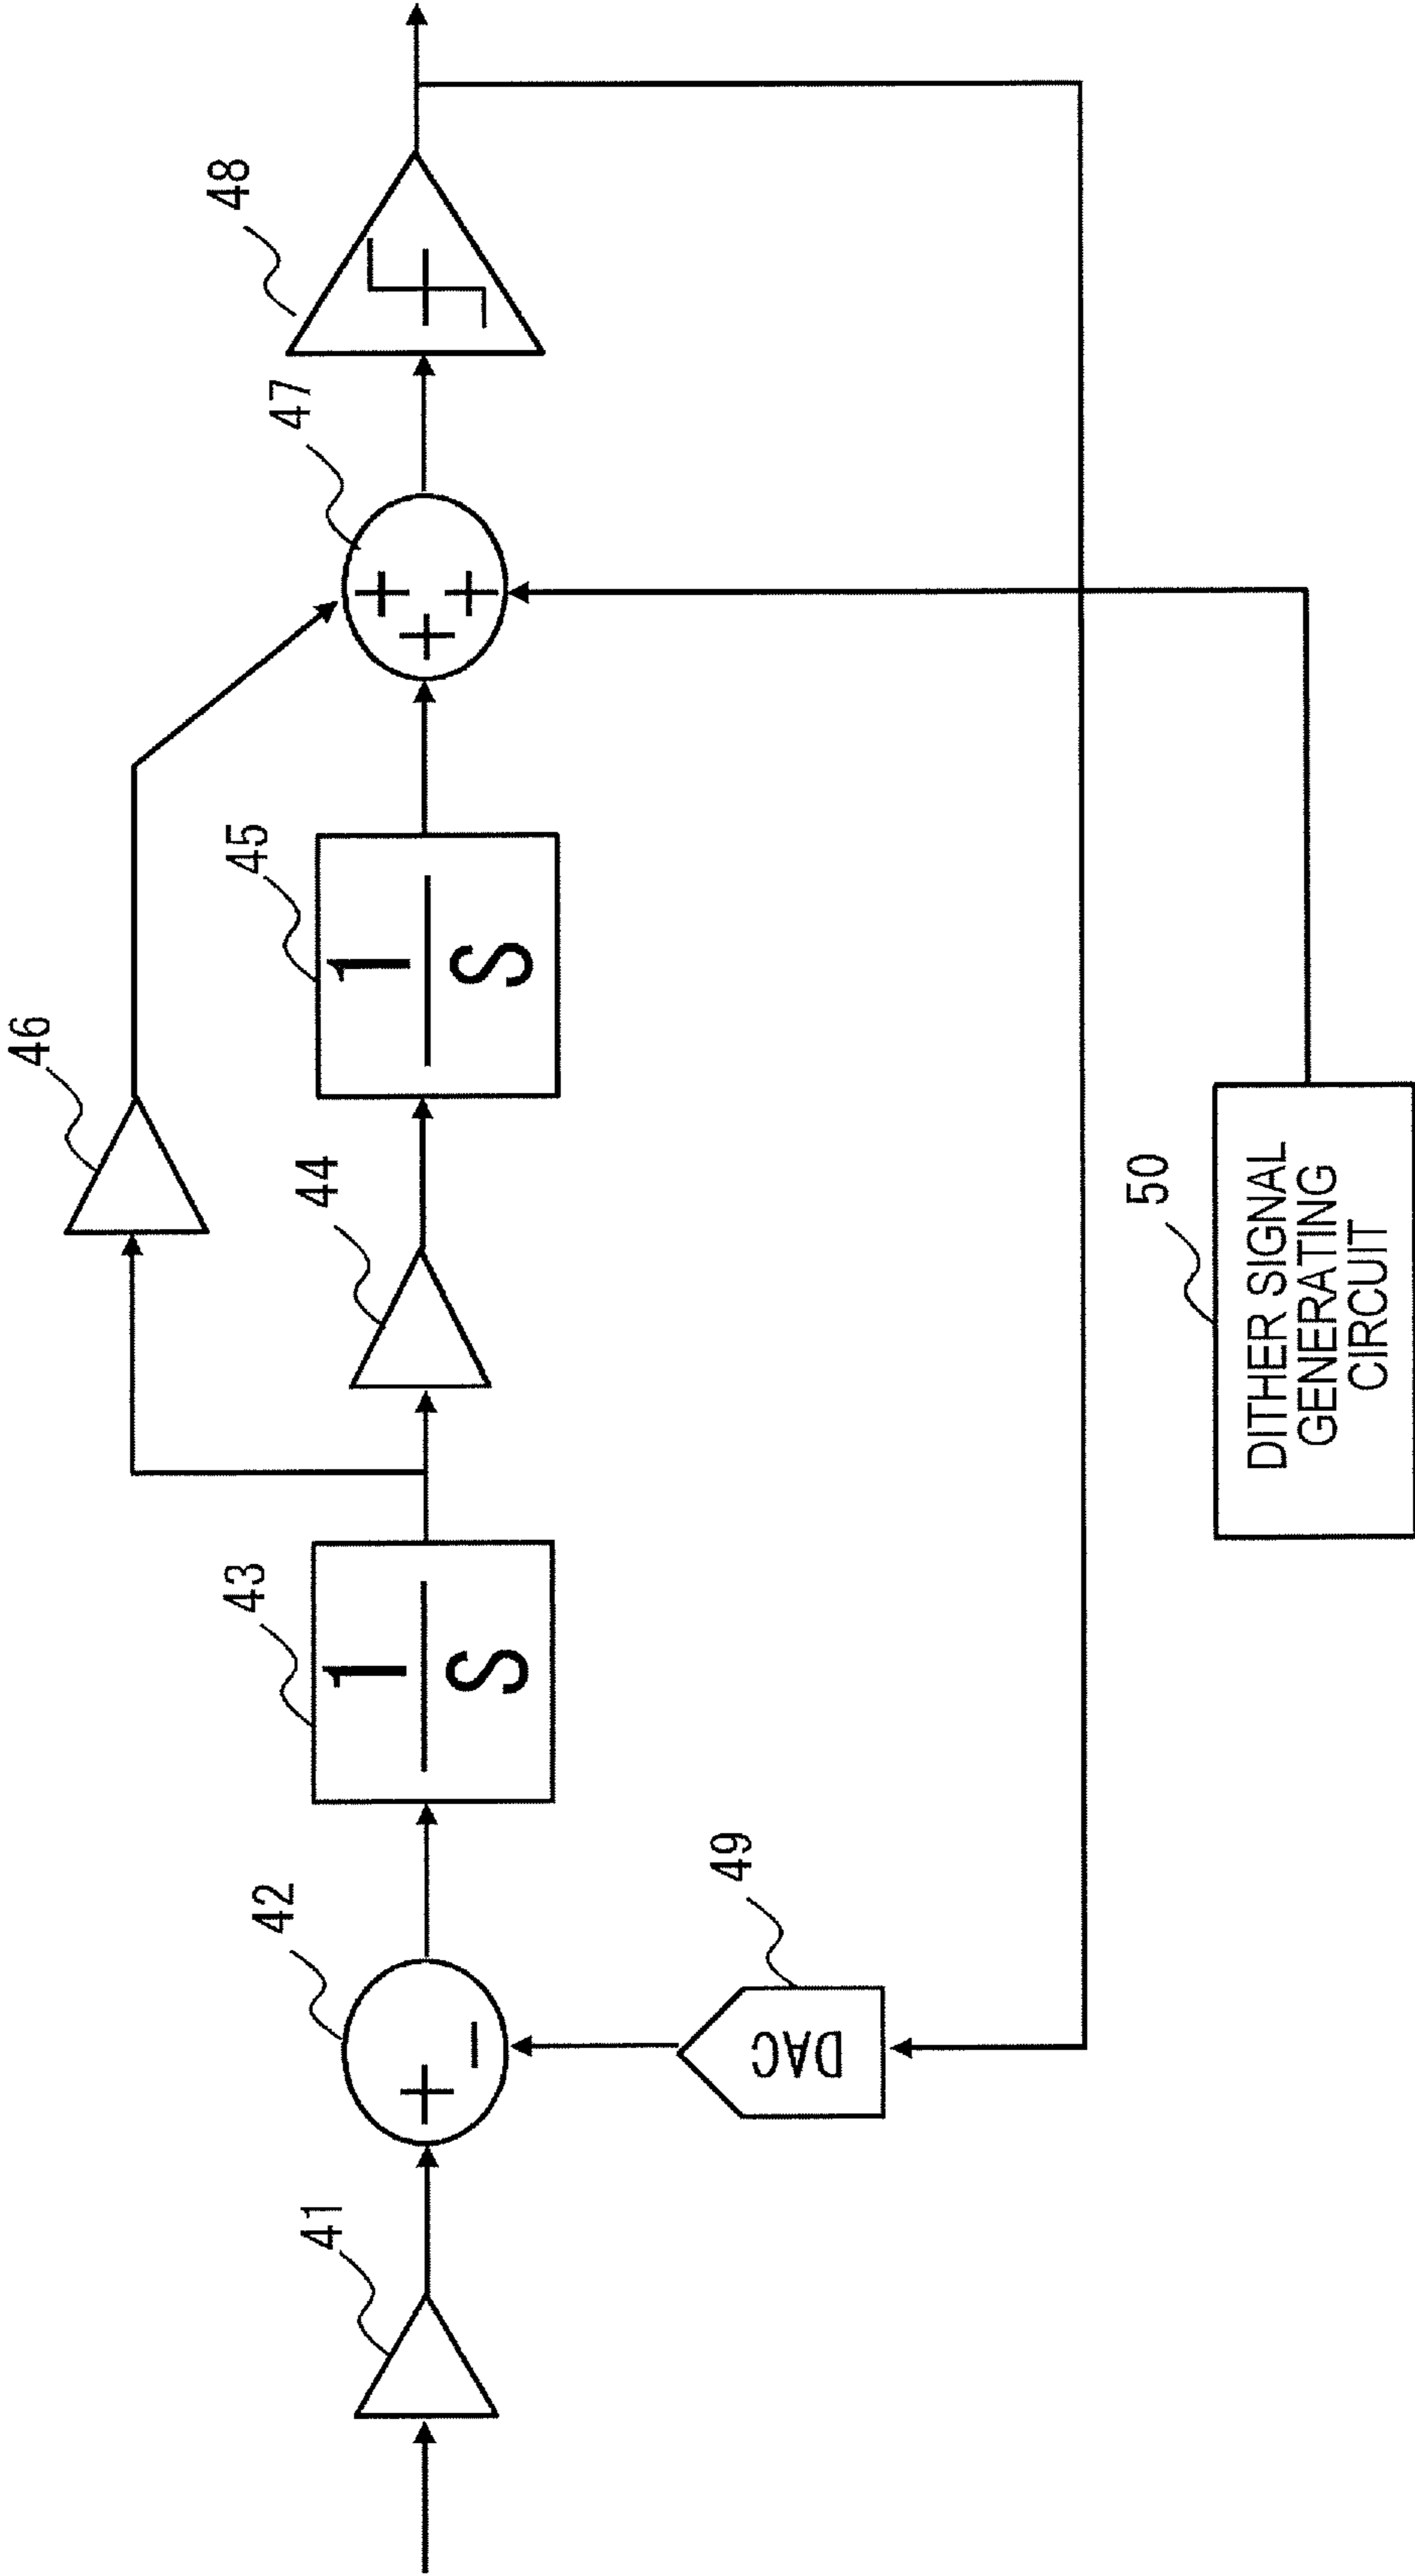 41
42
+
−
43
1
S
44
46
45
1
S
47
+
+
+
48
49
DAC
50
DITHER SIGNAL
GENERATING
CIRCUIT